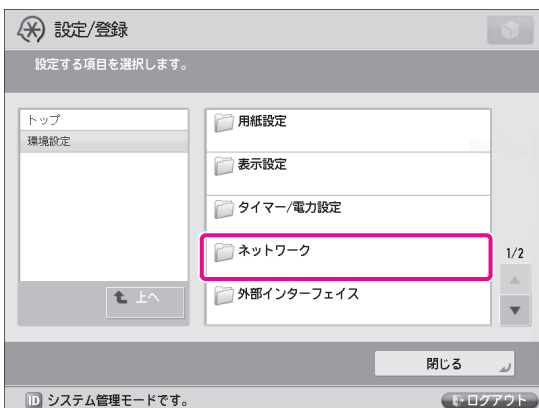 設定/登録
設定する項目を選択します。
トップ
環境設定
上へ
用紙設定
表示設定
タイマー/電力設定
ネットワーク
外部インターフェイス
1/2
閉じる
ID システム管理モードです。
ログアウト